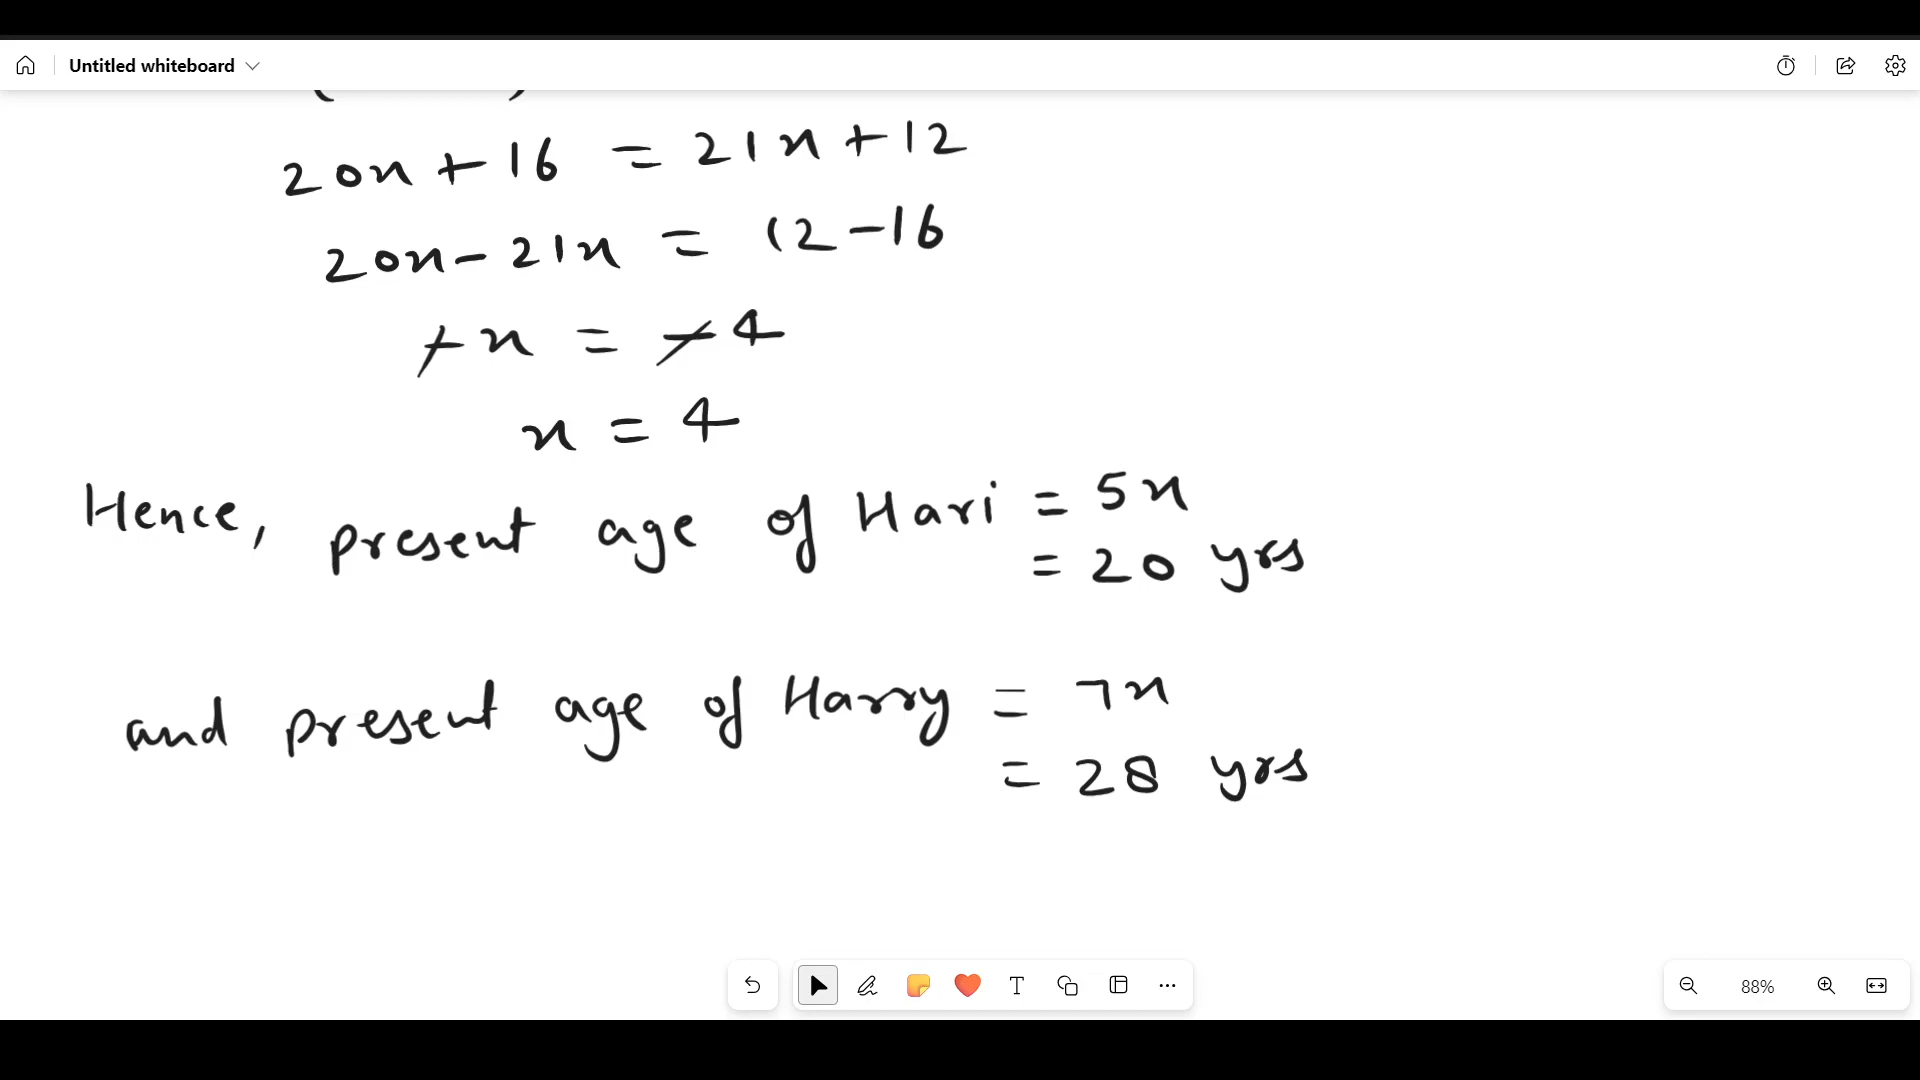 Untitled whiteboard
20x + 16 = 21x + 12
20x - 21x = 12 - 16
-x = -4
x = 4
Hence, present age of Hari = 5x
= 20 yrs
and present age of Harry = 7x
= 28 yrs
88%